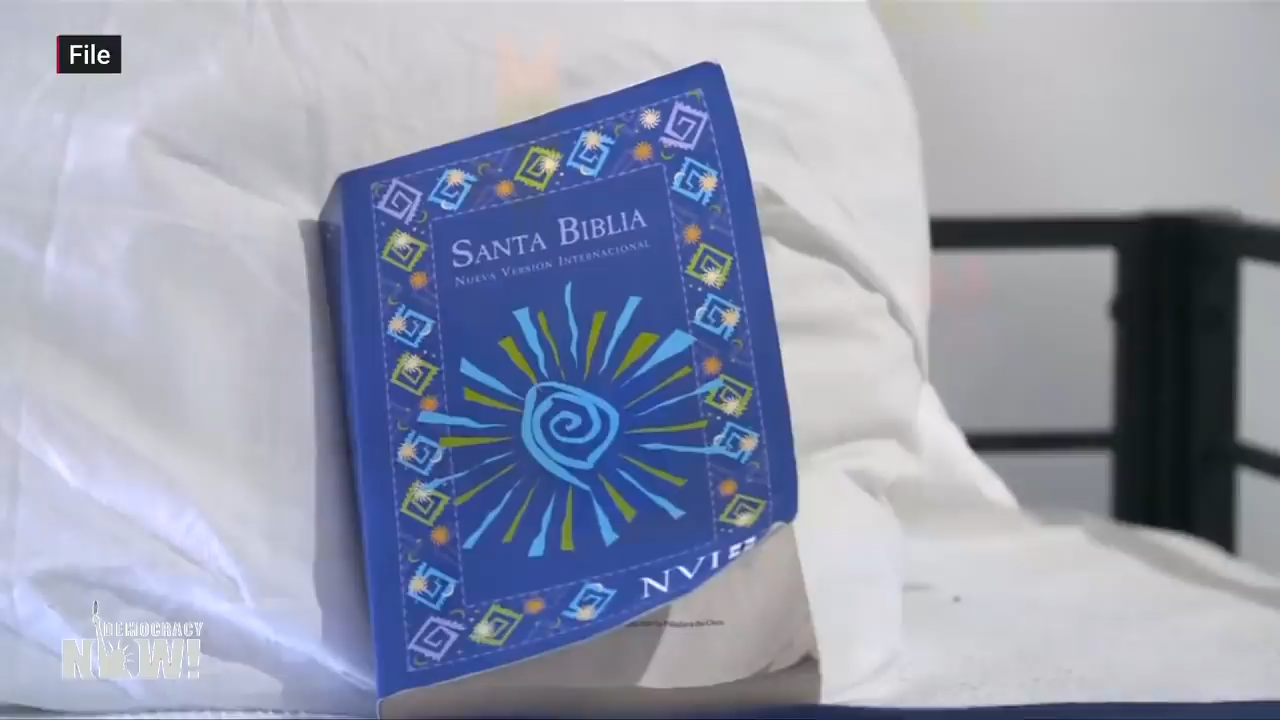 File
SANTA BIBLIA
NUEVA VERSIÓN INTERNACIONAL
NVI
DEMOCRACY
NOW!